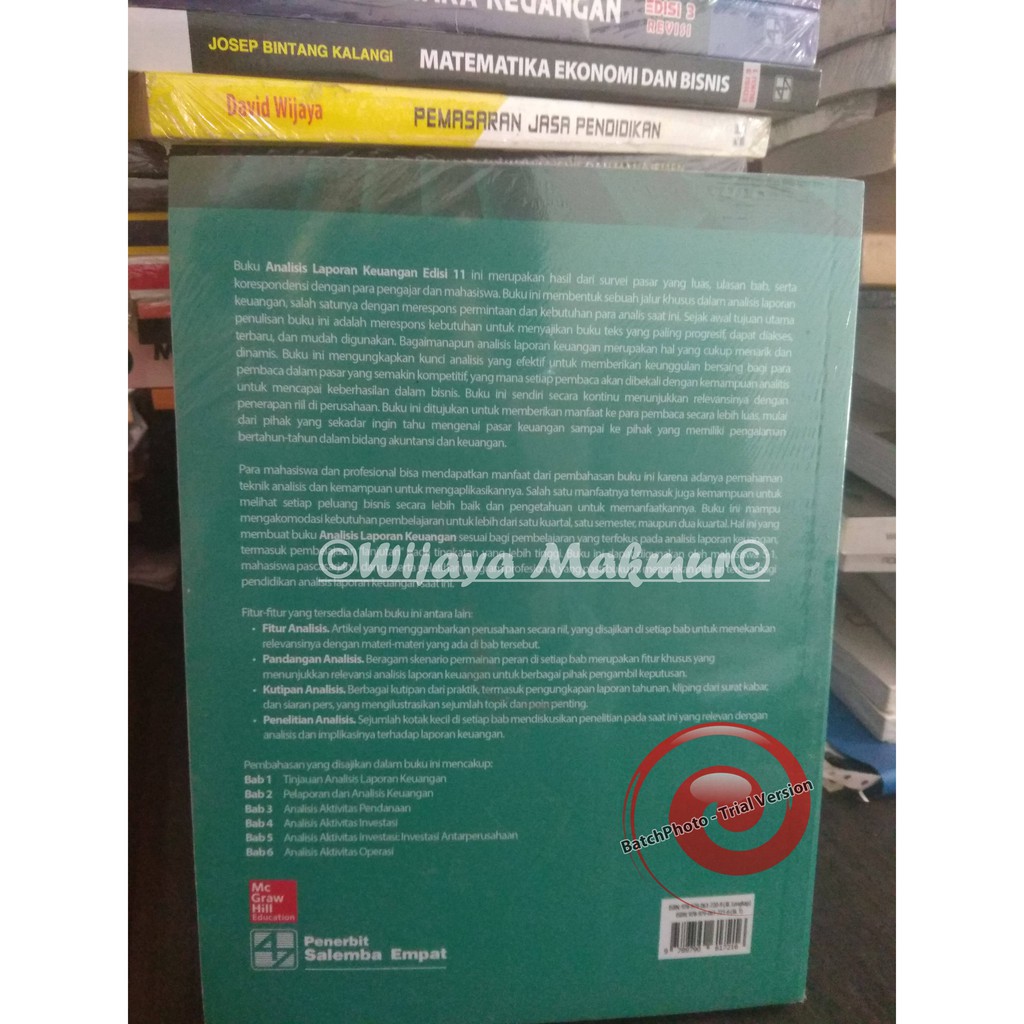 KEUANGAN
EDISI 3
REVISI
JOSEP BINTANG KALANGI MATEMATIKA EKONOMI DAN BISNIS
David Wijaya PEMASARAN JASA PENDIDIKAN
Buku Analisis Laporan Keuangan Edisi 11 ini merupakan hasil dari survei pasar yang luas, ulasan bab, serta
korespondensi dengan para pengajar dan mahasiswa. Buku ini membentuk sebuah jalur khusus dalam analisis laporan
keuangan, salah satunya dengan merespons permintaan dan kebutuhan para analis saat ini. Sejak awal tujuan utama
penulisan buku ini adalah merespons kebutuhan untuk menyajikan buku teks yang paling progresif, dapat diakses,
terbaru, dan mudah digunakan. Bagaimanapun analisis laporan keuangan merupakan hal yang cukup menarik dan
dinamis. Buku ini mengungkapkan kunci analisis yang efektif untuk memberikan keunggulan bersaing bagi para
pembaca dalam pasar yang semakin kompetitif, yang mana setiap pembaca akan dibekali dengan kemampuan analitis
untuk mencapai keberhasilan dalam bisnis. Buku ini sendiri secara kontinu menunjukkan relevansinya dengan
penerapan riil di perusahaan. Buku ini ditujukan untuk memberikan manfaat ke para pembaca secara lebih luas, mulai
dari pihak yang sekadar ingin tahu mengenai pasar keuangan sampai ke pihak yang memiliki pengalaman
bertahun-tahun dalam bidang akuntansi dan keuangan.
Para mahasiswa dan profesional bisa mendapatkan manfaat dari pembahasan buku ini karena adanya pemahaman
teknik analisis dan kemampuan untuk mengaplikasikannya. Salah satu manfaatnya termasuk juga kemampuan untuk
melihat setiap peluang bisnis secara lebih baik dan pengetahuan untuk memanfaatkannya. Buku ini mampu
mengakomodasi kebutuhan pembelajaran untuk lebih dari satu kuartal, satu semester, maupun dua kuartal. Hal ini yang
membuat buku Analisis Laporan Keuangan sesuai bagi pembelajaran yang terfokus pada analisis laporan keuangan,
termasuk
©Wijaya Makmur©
mahasiswa
pendidikan analisis laporan keuangan saat ini.
Fitur-fitur yang tersedia dalam buku ini antara lain:
• Fitur Analisis. Artikel yang menggambarkan perusahaan secara riil, yang disajikan di setiap bab untuk menekankan
relevansinya dengan materi-materi yang ada di bab tersebut.
• Pandangan Analisis. Beragam skenario permainan peran di setiap bab merupakan fitur khusus yang
menunjukkan relevansi analisis laporan keuangan untuk berbagai pihak pengambil keputusan.
• Kutipan Analisis. Berbagai kutipan dari praktik, termasuk pengungkapan laporan tahunan, kliping dari surat kabar,
dan siaran pers, yang mengilustrasikan sejumlah topik dan poin penting.
• Penelitian Analisis. Sejumlah kotak kecil di setiap bab mendiskusikan penelitian pada saat ini yang relevan dengan
analisis dan implikasinya terhadap laporan keuangan.
Pembahasan yang disajikan dalam buku ini mencakup:
Bab 1 Tinjauan Analisis Laporan Keuangan
Bab 2 Pelaporan dan Analisis Keuangan
Bab 3 Analisis Aktivitas Pendanaan
Bab 4 Analisis Aktivitas Investasi
Bab 5 Analisis Aktivitas Investasi: Investasi Antarperusahaan
Bab 6 Analisis Aktivitas Operasi
BatchPhoto - Trial Version
Mc
Graw
Hill
Education
Penerbit
Salemba Empat